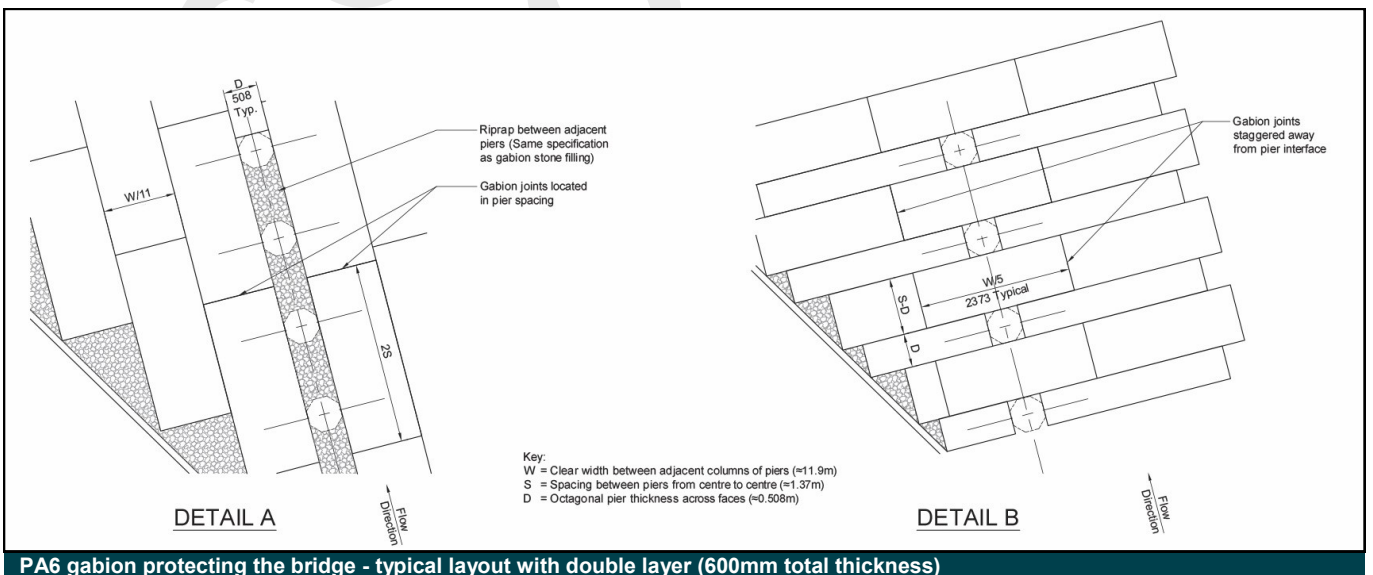 D
508
Typ.
Riprap between adjacent
piers (Same specification
as gabion stone filling)
Gabion joints located
in pier spacing
W/11
2S
DETAIL A
Flow
Direction
Key:
W = Clear width between adjacent columns of piers (≈11.9m)
S = Spacing between piers from centre to centre (≈1.37m)
D = Octagonal pier thickness across faces (≈0.508m)
Gabion joints
staggered away
from pier interface
W/5
2373 Typical
S-D
D
DETAIL B
Flow
Direction
PA6 gabion protecting the bridge - typical layout with double layer (600mm total thickness)